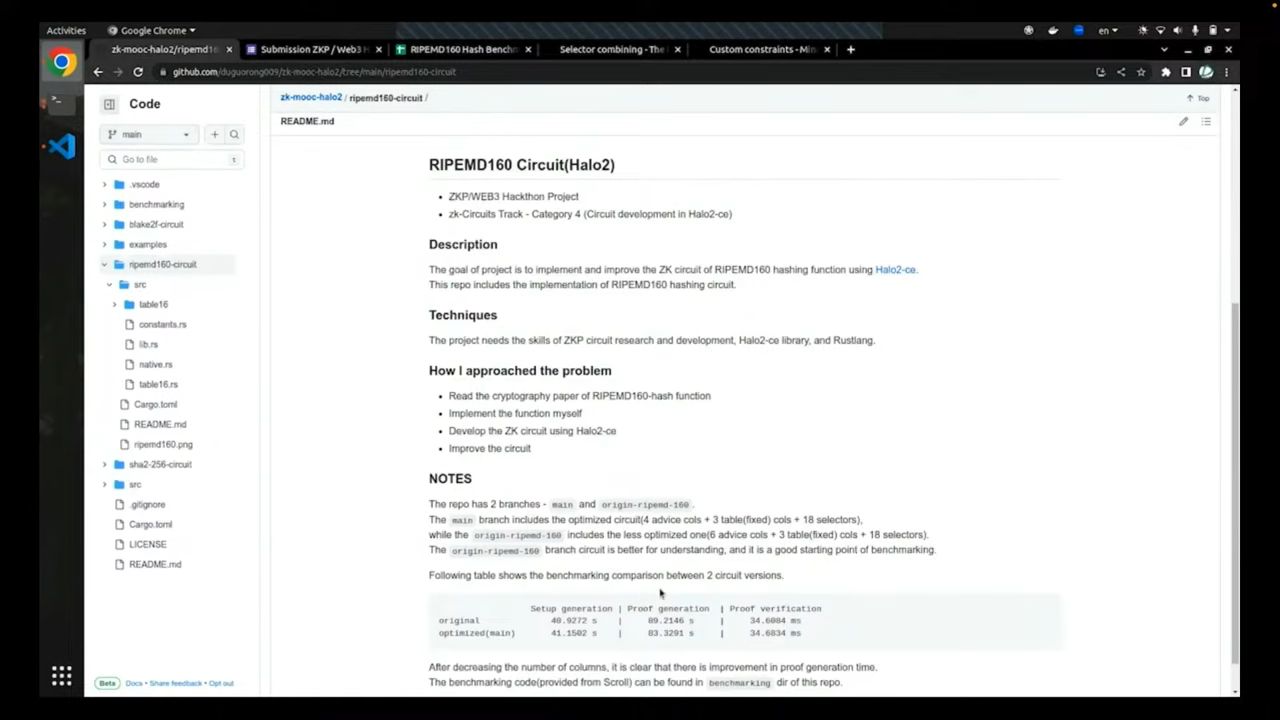 Activities
Google Chrome
en
zk-mooc-halo2/ripemd16
Submission ZKP / Web3 H
RIPEMD160 Hash Benchm
Selector combining - The
Custom constraints - Min
github.com/duguorong009/zk-mooc-halo2/tree/main/ripemd160-circuit
Code
main
Go to file
t
.vscode
benchmarking
blake2f-circuit
examples
ripemd160-circuit
src
table16
constants.rs
lib.rs
native.rs
table16.rs
Cargo.toml
README.md
ripemd160.png
sha2-256-circuit
src
.gitignore
Cargo.toml
LICENSE
README.md
Beta Docs · Share feedback · Opt out
zk-mooc-halo2 / ripemd160-circuit /
Top
README.md
RIPEMD160 Circuit(Halo2)
• ZKP/WEB3 Hackthon Project
• zk-Circuits Track - Category 4 (Circuit development in Halo2-ce)
Description
The goal of project is to implement and improve the ZK circuit of RIPEMD160 hashing function using Halo2-ce.
This repo includes the implementation of RIPEMD160 hashing circuit.
Techniques
The project needs the skills of ZKP circuit research and development, Halo2-ce library, and Rustlang.
How I approached the problem
• Read the cryptography paper of RIPEMD160-hash function
• Implement the function myself
• Develop the ZK circuit using Halo2-ce
• Improve the circuit
NOTES
The repo has 2 branches - main and origin-ripemd-160.
The main branch includes the optimized circuit(4 advice cols + 3 table(fixed) cols + 18 selectors),
while the origin-ripemd-160 includes the less optimized one(6 advice cols + 3 table(fixed) cols + 18 selectors).
The origin-ripemd-160 branch circuit is better for understanding, and it is a good starting point of benchmarking.
Following table shows the benchmarking comparison between 2 circuit versions.
Setup generation | Proof generation | Proof verification
original 40.9272 s | 89.2146 s | 34.6084 ms
optimized(main) 41.1502 s | 83.3291 s | 34.6834 ms
After decreasing the number of columns, it is clear that there is improvement in proof generation time.
The benchmarking code(provided from Scroll) can be found in benchmarking dir of this repo.